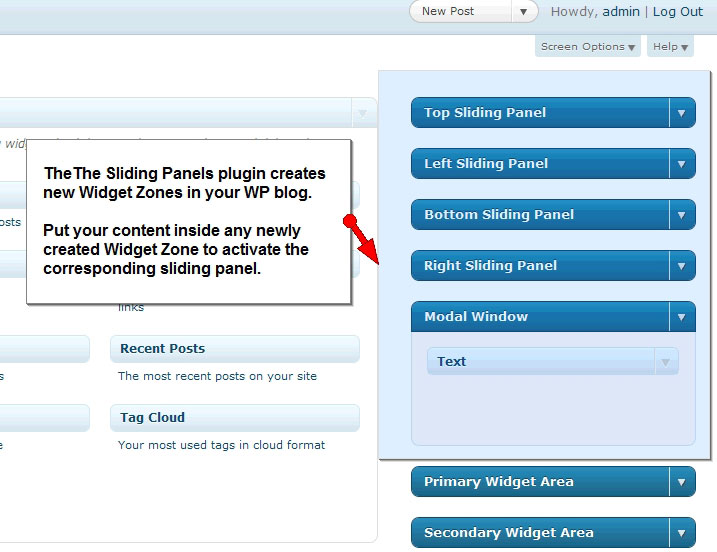 New Post
Howdy, admin | Log Out
Screen Options
Help
Top Sliding Panel
Left Sliding Panel
Bottom Sliding Panel
Right Sliding Panel
Modal Window
Text
Primary Widget Area
Secondary Widget Area
TheThe Sliding Panels plugin creates
new Widget Zones in your WP blog.
Put your content inside any newly
created Widget Zone to activate the
corresponding sliding panel.
posts
links
Recent Posts
The most recent posts on your site
Tag Cloud
Your most used tags in cloud format